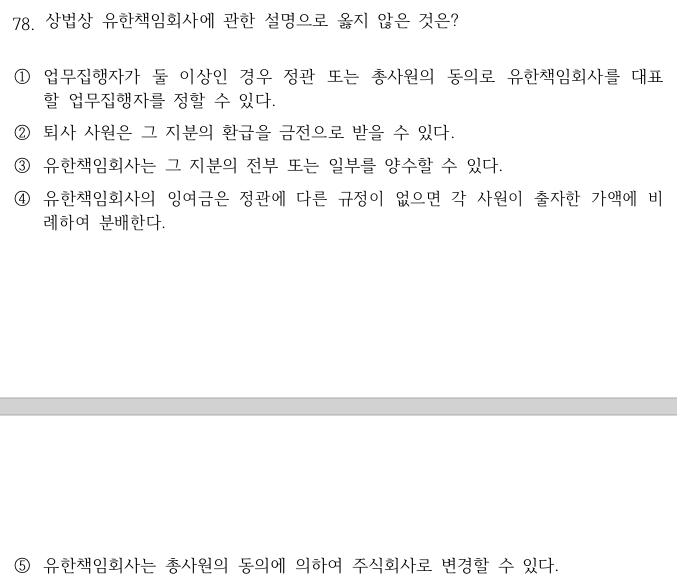 78. 상법상 유한책임회사에 관한 설명으로 옳지 않은 것은?
① 업무집행자가 둘 이상인 경우 정관 또는 총사원의 동의로 유한책임회사를 대표
할 업무집행자를 정할 수 있다.
② 퇴사 사원은 그 지분의 환급을 금전으로 받을 수 있다.
③ 유한책임회사는 그 지분의 전부 또는 일부를 양수할 수 있다.
④ 유한책임회사의 잉여금은 정관에 다른 규정이 없으면 각 사원이 출자한 가액에 비
례하여 분배한다.
⑤ 유한책임회사는 총사원의 동의에 의하여 주식회사로 변경할 수 있다.